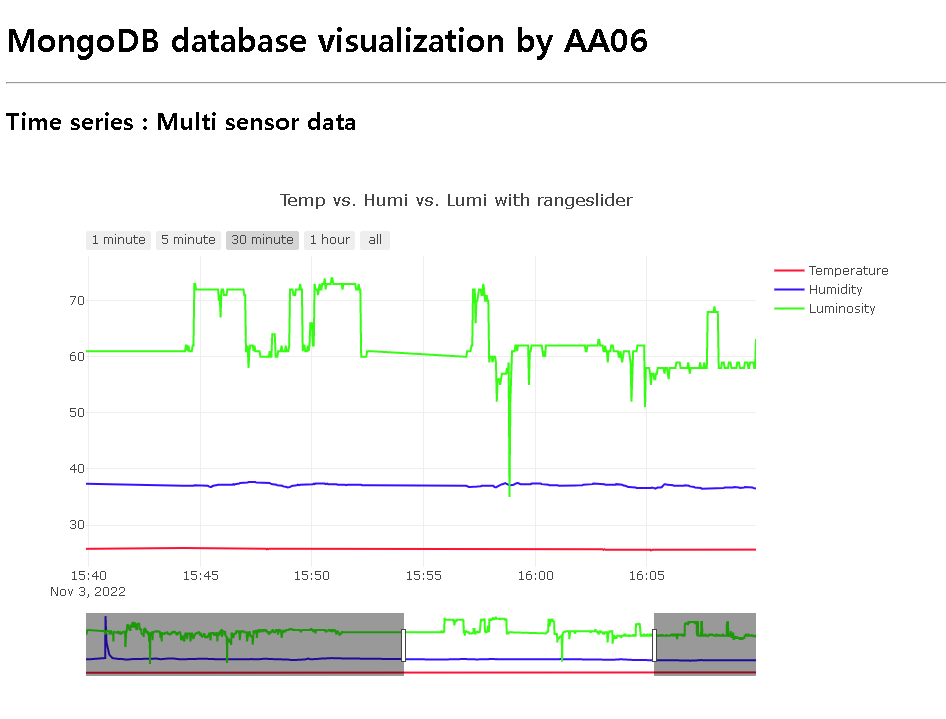 MongoDB database visualization by AA06
Time series : Multi sensor data
Temp vs. Humi vs. Lumi with rangeslider
1 minute 5 minute 30 minute 1 hour all
Temperature
Humidity
Luminosity
70
60
50
40
30
15:40 15:45 15:50 15:55 16:00 16:05
Nov 3, 2022